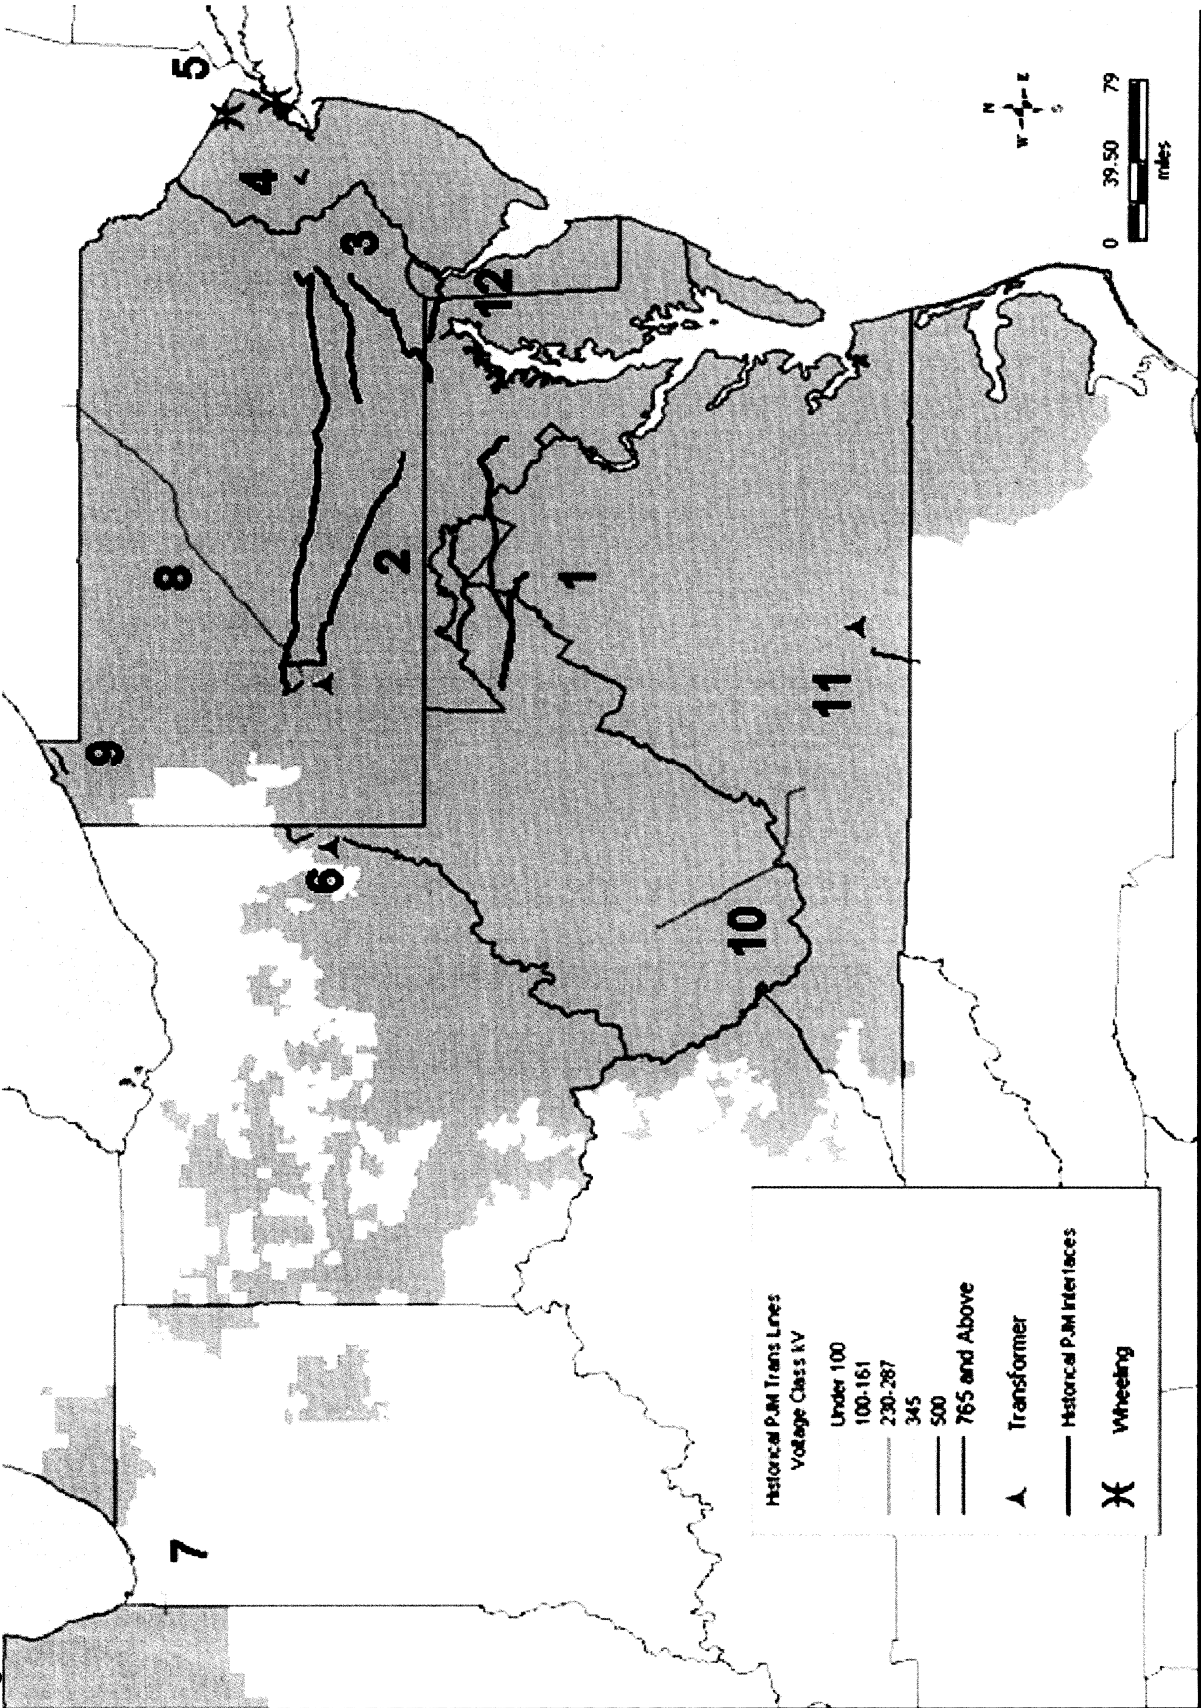 5
4
3
12
8
2
9
1
6
11
10
7
N
W
E
S
0 39.50 79
miles
Historical PJM Trans Lines
Voltage Class kV
Under 100
100-161
230-287
345
500
765 and Above
Transformer
Historical PJM Interfaces
Wheeling